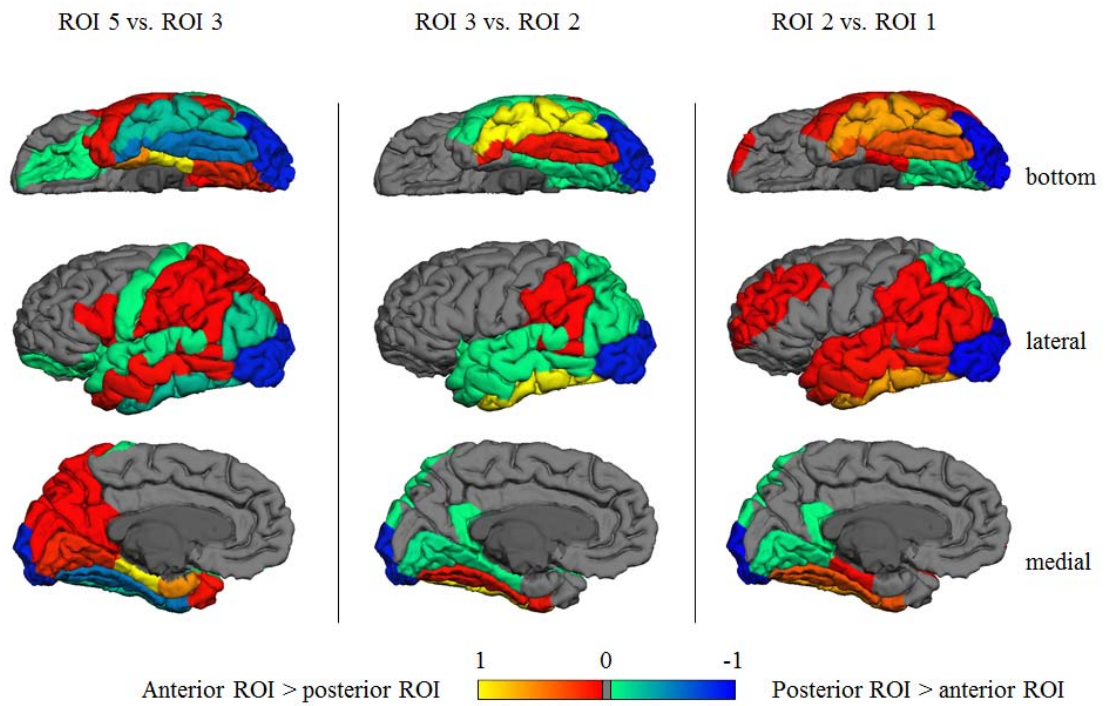 ROI 5 vs. ROI 3 ROI 3 vs. ROI 2 ROI 2 vs. ROI 1
bottom
lateral
medial
1 0 -1
Anterior ROI > posterior ROI Posterior ROI > anterior ROI